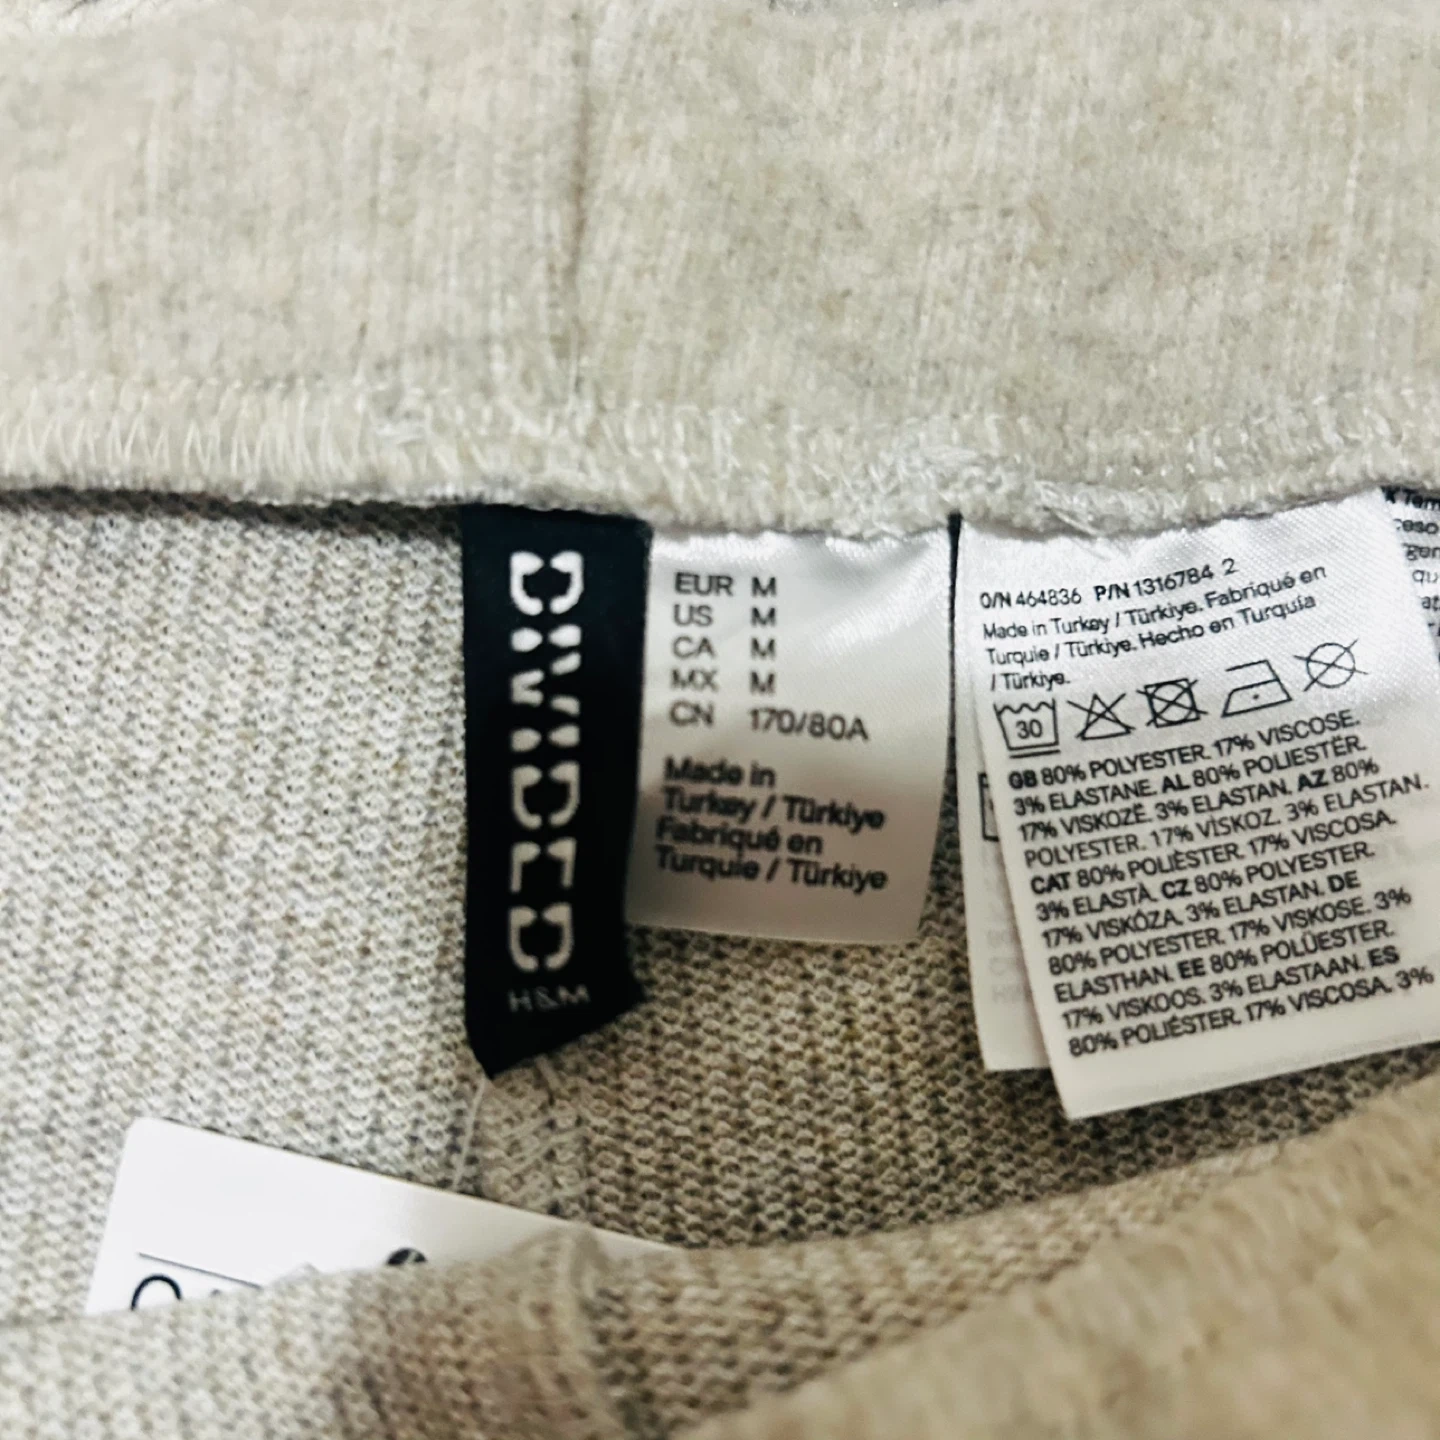 DIVIDED
H&M
EUR M
US M
CA M
MX M
CN 170/80A
Made in
Turkey / Türkiye
Fabriqué en
Turquie / Türkiye
O/N 464836 P/N 1316784 2
Made in Turkey / Türkiye. Fabriqué en
Turquie / Türkiye. Hecho en Turquía
/ Türkiye.
30
GB 80% POLYESTER. 17% VISCOSE.
3% ELASTANE. AL 80% POLIESTËR.
17% VISKOZË. 3% ELASTAN. AZ 80%
POLYESTER. 17% VİSKOZ. 3% ELASTAN.
CAT 80% POLIÈSTER. 17% VISCOSA.
3% ELASTÀ. CZ 80% POLYESTER.
17% VISKÓZA. 3% ELASTAN. DE
80% POLYESTER. 17% VISKOSE. 3%
ELASTHAN. EE 80% POLÜESTER.
17% VISKOOS. 3% ELASTAAN. ES
80% POLIÉSTER. 17% VISCOSA. 3%